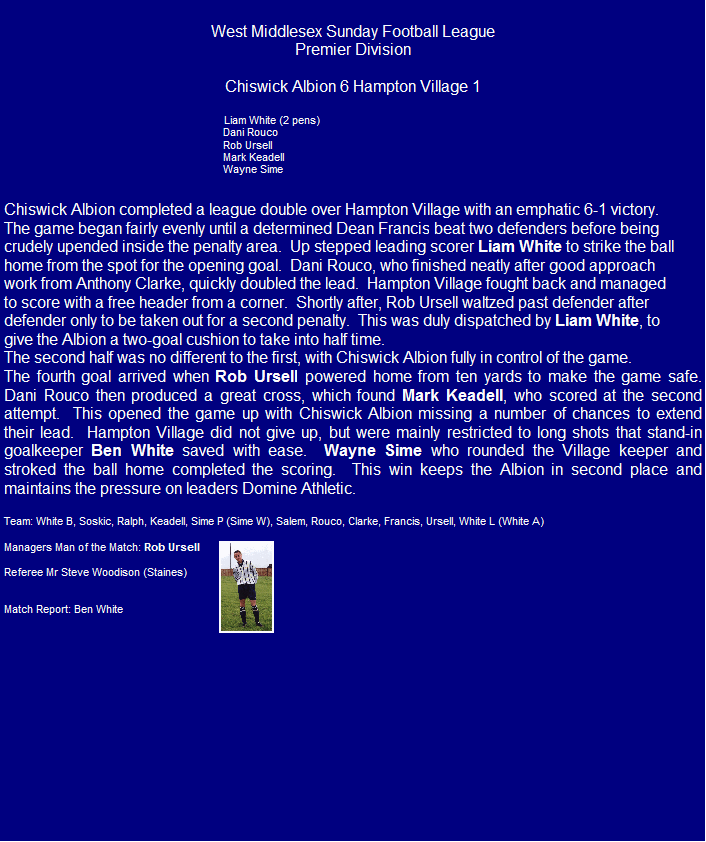 West Middlesex Sunday Football League
Premier Division
Chiswick Albion 6 Hampton Village 1
Liam White (2 pens)
Dani Rouco
Rob Ursell
Mark Keadell
Wayne Sime
Chiswick Albion completed a league double over Hampton Village with an emphatic 6-1 victory.
The game began fairly evenly until a determined Dean Francis beat two defenders before being
crudely upended inside the penalty area.  Up stepped leading scorer Liam White to strike the ball
home from the spot for the opening goal.  Dani Rouco, who finished neatly after good approach
work from Anthony Clarke, quickly doubled the lead.  Hampton Village fought back and managed
to score with a free header from a corner.  Shortly after, Rob Ursell waltzed past defender after
defender only to be taken out for a second penalty.  This was duly dispatched by Liam White, to
give the Albion a two-goal cushion to take into half time.
The second half was no different to the first, with Chiswick Albion fully in control of the game.
The fourth goal arrived when Rob Ursell powered home from ten yards to make the game safe.
Dani Rouco then produced a great cross, which found Mark Keadell, who scored at the second
attempt.  This opened the game up with Chiswick Albion missing a number of chances to extend
their lead.  Hampton Village did not give up, but were mainly restricted to long shots that stand-in
goalkeeper Ben White saved with ease.  Wayne Sime who rounded the Village keeper and
stroked the ball home completed the scoring.  This win keeps the Albion in second place and
maintains the pressure on leaders Domine Athletic.
Team: White B, Soskic, Ralph, Keadell, Sime P (Sime W), Salem, Rouco, Clarke, Francis, Ursell, White L (White A)
Managers Man of the Match: Rob Ursell
Referee Mr Steve Woodison (Staines)
Match Report: Ben White